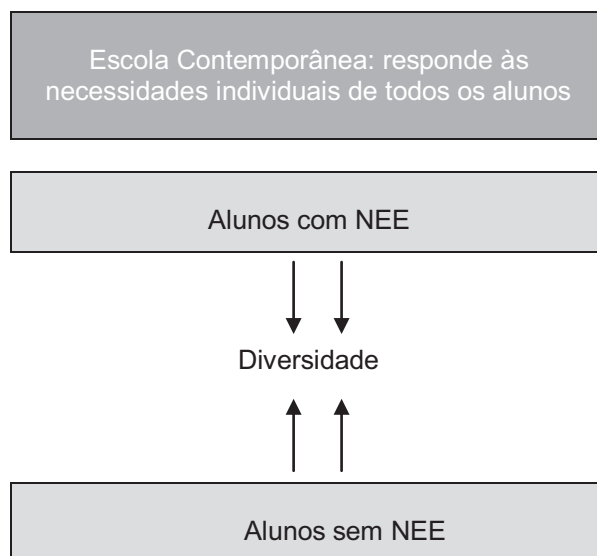 Escola Contemporânea: responde às
necessidades individuais de todos os alunos
Alunos com NEE
Diversidade
Alunos sem NEE